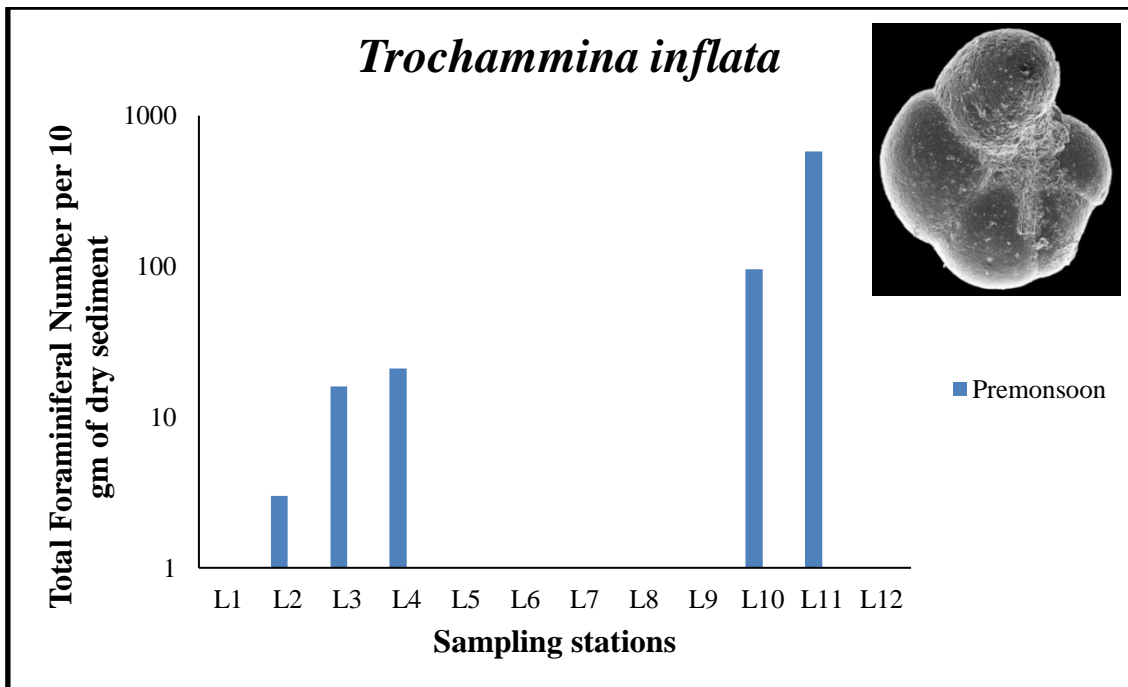 Trochammina inflata
Total Foraminiferal Number per 10
gm of dry sediment
1000
100
10
1
L1 L2 L3 L4 L5 L6 L7 L8 L9 L10 L11 L12
Sampling stations
Premonsoon